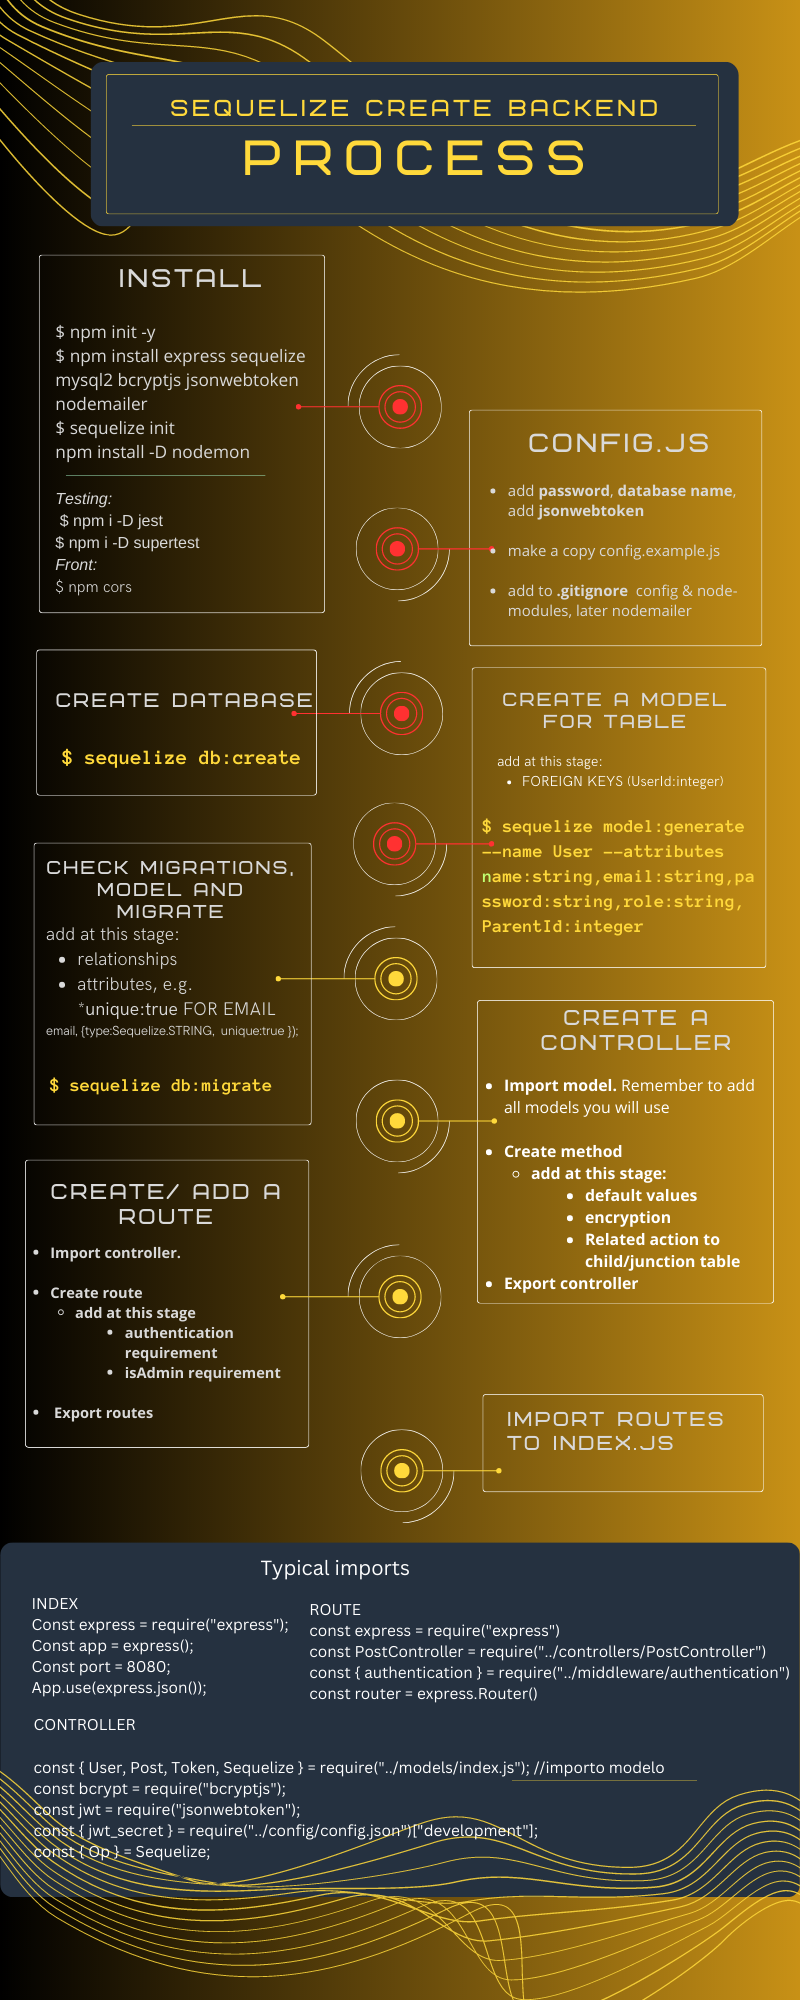 SEQUELIZE CREATE BACKEND
PROCESS
INSTALL
$ npm init -y
$ npm install express sequelize
mysql2 bcryptjs jsonwebtoken
nodemailer
$ sequelize init
npm install -D nodemon
Testing:
$ npm i -D jest
$ npm i -D supertest
Front:
$ npm cors
CONFIG.JS
• add password, database name,
add jsonwebtoken
• make a copy config.example.js
• add to .gitignore config & node-
modules, later nodemailer
CREATE DATABASE
$ sequelize db:create
CREATE A MODEL
FOR TABLE
add at this stage:
• FOREIGN KEYS (UserId:integer)
$ sequelize model:generate
--name User --attributes
name:string,email:string,pa
ssword:string,role:string,
ParentId:integer
CHECK MIGRATIONS,
MODEL AND
MIGRATE
add at this stage:
• relationships
• attributes, e.g.
*unique:true FOR EMAIL
email, {type:Sequelize.STRING, unique:true });
$ sequelize db:migrate
CREATE A
CONTROLLER
• Import model. Remember to add
all models you will use
• Create method
◦ add at this stage:
• default values
• encryption
• Related action to
child/junction table
• Export controller
CREATE/ ADD A
ROUTE
• Import controller.
• Create route
◦ add at this stage
• authentication
requirement
• isAdmin requirement
• Export routes
IMPORT ROUTES
TO INDEX.JS
Typical imports
INDEX
Const express = require("express");
Const app = express();
Const port = 8080;
App.use(express.json());
ROUTE
const express = require("express")
const PostController = require("../controllers/PostController")
const { authentication } = require("../middleware/authentication")
const router = express.Router()
CONTROLLER
const { User, Post, Token, Sequelize } = require("../models/index.js"); //importo modelo
const bcrypt = require("bcryptjs");
const jwt = require("jsonwebtoken");
const { jwt_secret } = require("../config/config.json")["development"];
const { Op } = Sequelize;